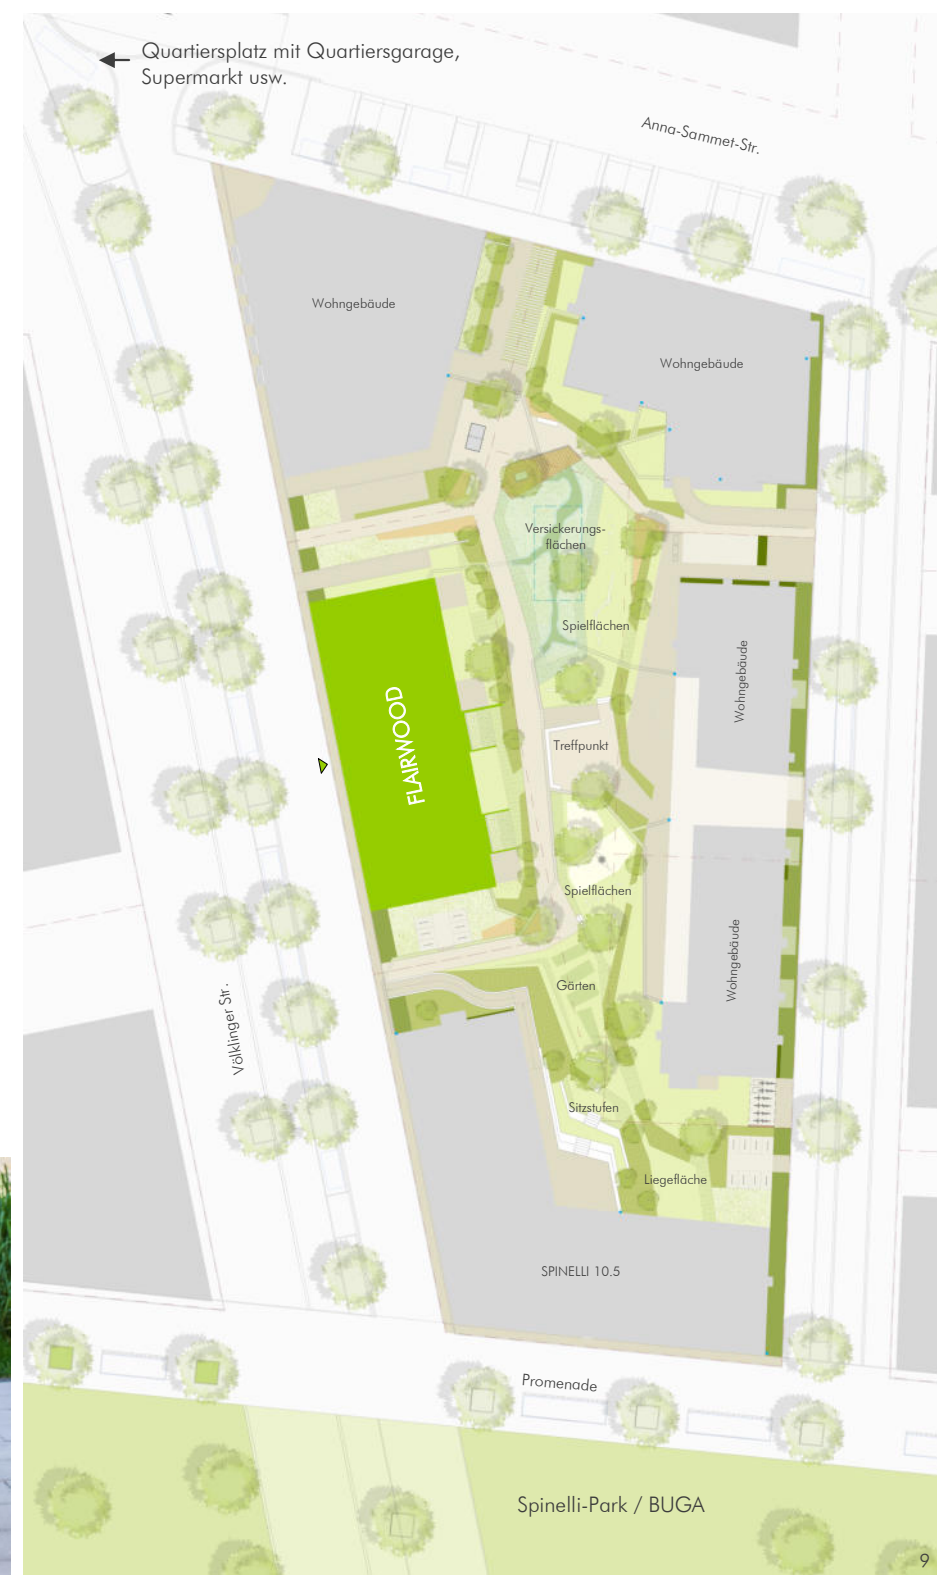 Quartiersplatz mit Quartiersgarage,
Supermarkt usw.
Anna-Sammet-Str.
Wohngebäude
Wohngebäude
Versickerungs-
flächen
Spielflächen
Wohngebäude
FLAIRWOOD
Treffpunkt
Spielflächen
Wohngebäude
Gärten
Völklinger Str.
Sitzstufen
Liegefläche
SPINELLI 10.5
Promenade
Spinelli-Park / BUGA
9